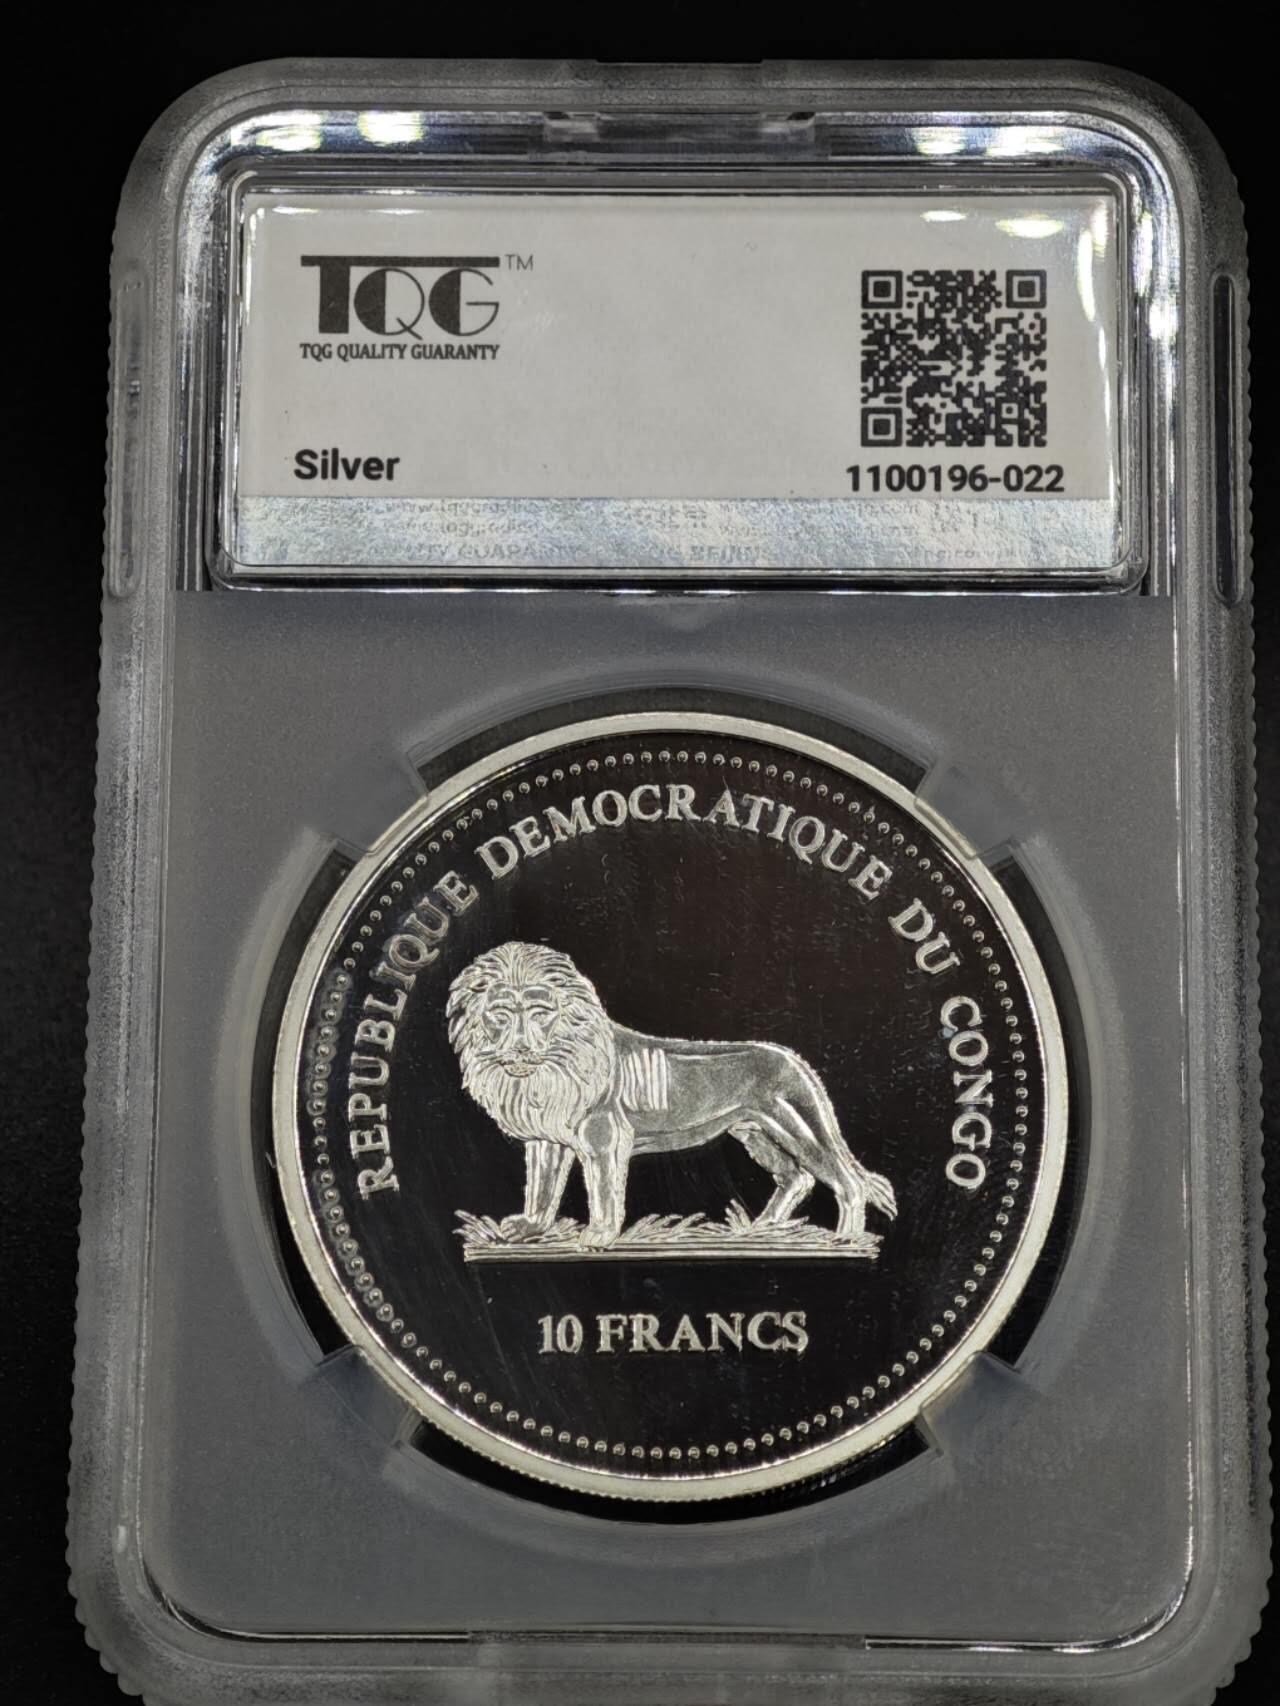 TQG™
TQG QUALITY GUARANTY
Silver
1100196-022
REPUBLIQUE DEMOCRATIQUE DU CONGO
10 FRANCS